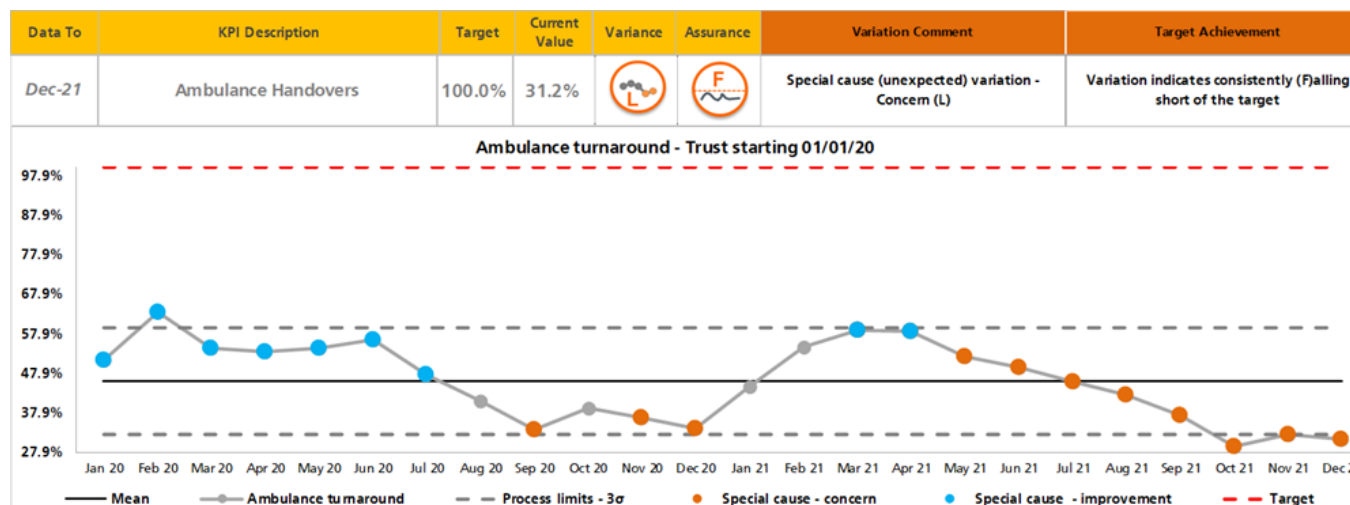 Data To KPI Description Target Current Value Variance Assurance Variation Comment Target Achievement
Dec-21 Ambulance Handovers 100.0% 31.2% L F Special cause (unexpected) variation - Concern (L) Variation indicates consistently (F)alling short of the target
Ambulance turnaround - Trust starting 01/01/20
97.9%
87.9%
77.9%
67.9%
57.9%
47.9%
37.9%
27.9%
Jan 20 Feb 20 Mar 20 Apr 20 May 20 Jun 20 Jul 20 Aug 20 Sep 20 Oct 20 Nov 20 Dec 20 Jan 21 Feb 21 Mar 21 Apr 21 May 21 Jun 21 Jul 21 Aug 21 Sep 21 Oct 21 Nov 21 Dec 2
Mean Ambulance turnaround Process limits - 3σ Special cause - concern Special cause - improvement Target